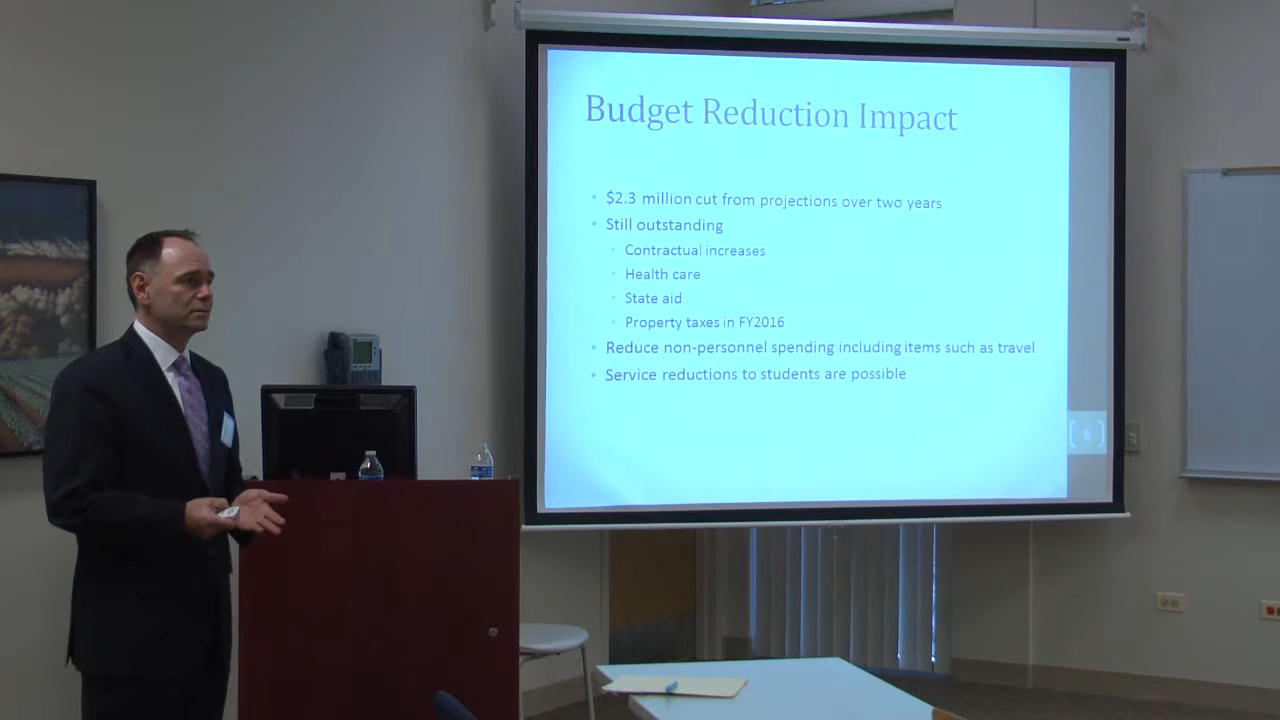 Budget Reduction Impact
• $2.3 million cut from projections over two years
• Still outstanding
• Contractual increases
• Health care
• State aid
• Property taxes in FY2016
• Reduce non-personnel spending including items such as travel
• Service reductions to students are possible
6